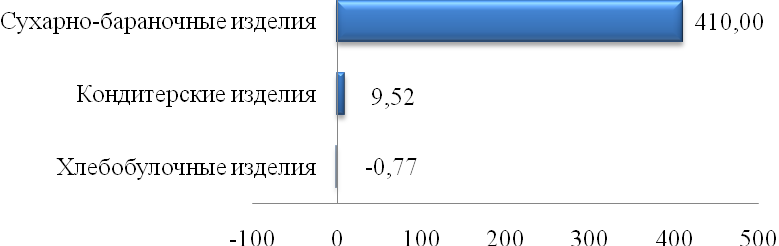 Сухарно-бараночные изделия 410,00
Кондитерские изделия 9,52
Хлебобулочные изделия -0,77
-100 0 100 200 300 400 500